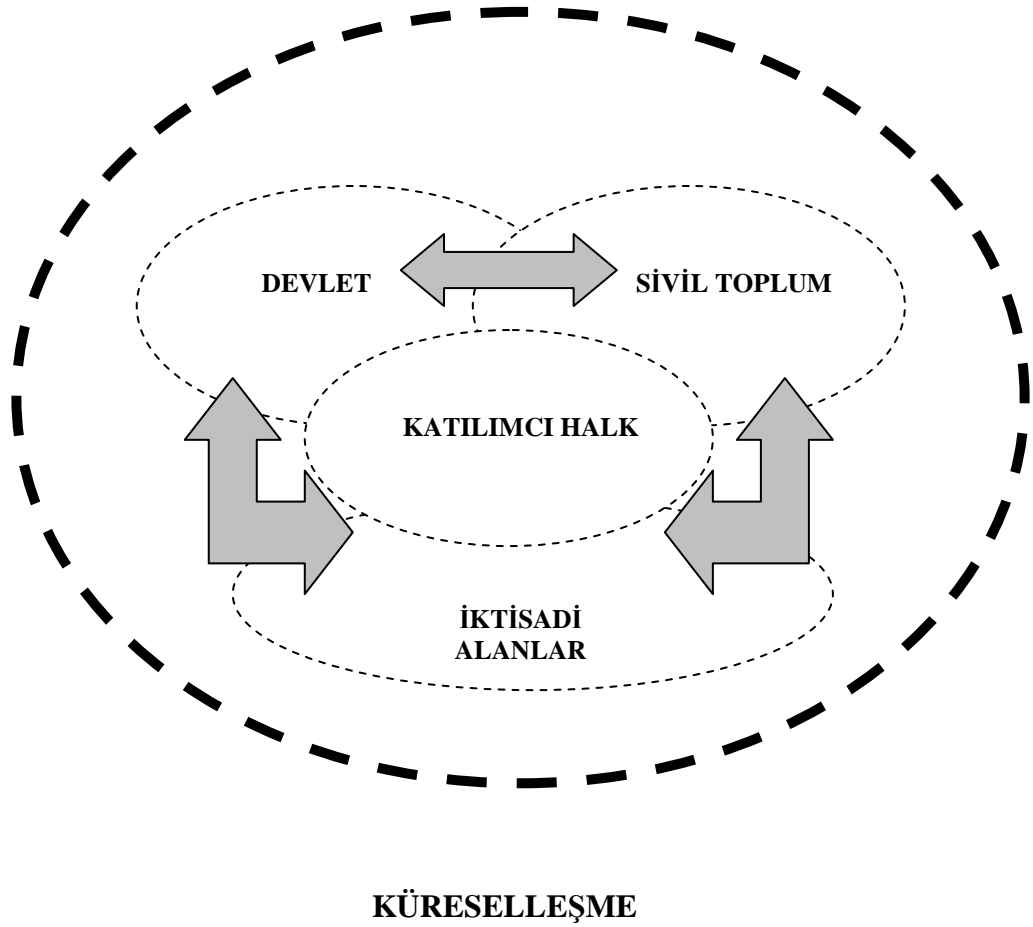 DEVLET
SİVİL TOPLUM
KATILIMCI HALK
İKTİSADİ
ALANLAR
KÜRESELLEŞME